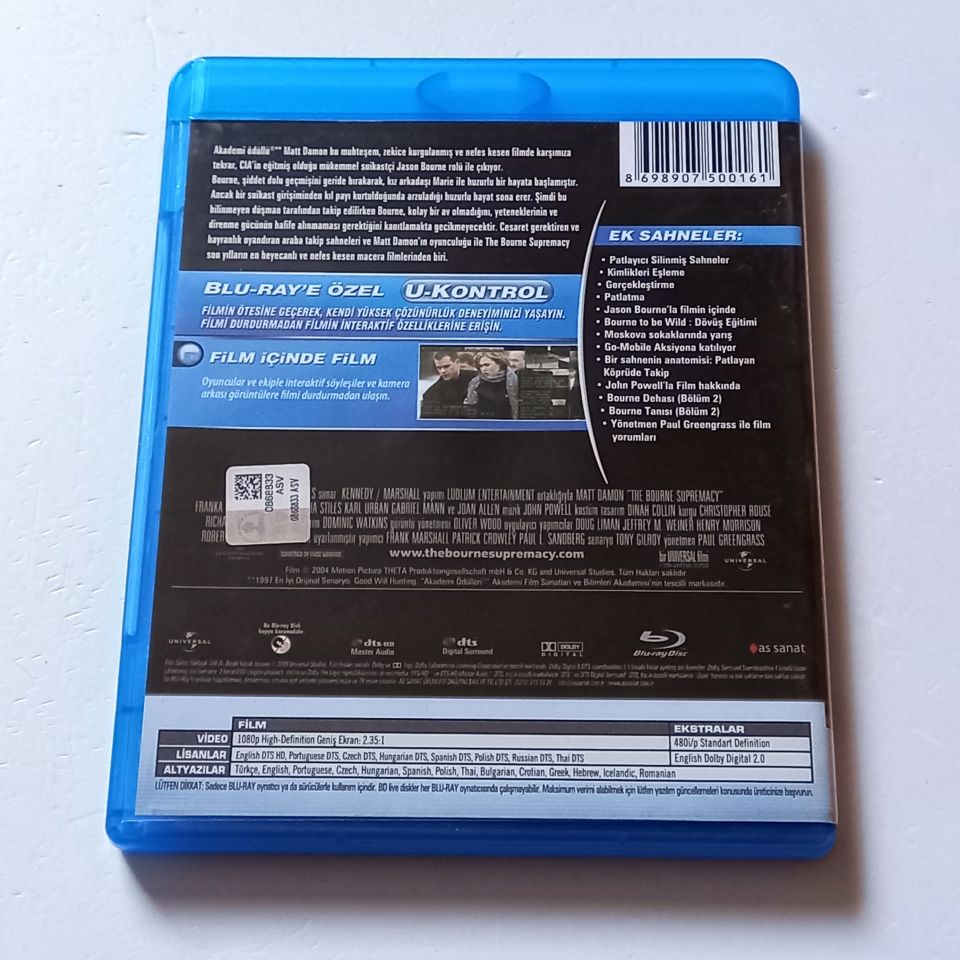 Akademi ödüllü** Matt Damon bu muhteşem, zekice kurgulanmış ve nefes kesen filmde karşımıza
tekrar, CIA'in eğitmiş olduğu mükemmel suikastçi Jason Bourne rolü ile çıkıyor.
Bourne, şiddet dolu geçmişini geride bırakarak, kız arkadaşı Marie ile huzurlu bir hayata başlamıştır.
Ancak bir suikast girişiminden kıl payı kurtulduğunda arzuladığı huzurlu hayat sona erer. Şimdi bu
bilinmeyen düşman tarafından takip edilirken Bourne, kolay bir av olmadığını, yeteneklerinin ve
direnme gücünün hafife alınmaması gerektiğini kanıtlamakta gecikmeyecektir. Cesaret gerektiren ve
hayranlık uyandıran araba takip sahneleri ve Matt Damon'ın oyunculuğu ile The Bourne Supremacy
son yılların en heyecanlı ve nefes kesen macera filmlerinden biri.
8 698907 500161
BLU-RAY'E ÖZEL U-KONTROL
FİLMİN ÖTESİNE GEÇEREK, KENDİ YÜKSEK ÇÖZÜNÜRLÜK DENEYİMİNİZİ YAŞAYIN.
FİLMİ DURDURMADAN FİLMİN İNTERAKTİF ÖZELLİKLERİNE ERİŞİN.
FİLM İÇİNDE FİLM
Oyuncular ve ekiple interaktif söyleşiler ve kamera
arkası görüntülere filmi durdurmadan ulaşın.
EK SAHNELER:
• Patlayıcı Silinmiş Sahneler
• Kimlikleri Eşleme
• Gerçekleştirme
• Patlatma
• Jason Bourne'la filmin içinde
• Bourne to be Wild : Dövüş Eğitimi
• Moskova sokaklarında yarış
• Go-Mobile Aksiyona katılıyor
• Bir sahnenin anatomisi: Patlayan
Köprüde Takip
• John Powell'la Film hakkında
• Bourne Dehası (Bölüm 2)
• Bourne Tanısı (Bölüm 2)
• Yönetmen Paul Greengrass ile film
yorumları
0868833
ASV
0868833 ASV
sunar KENNEDY / MARSHALL yapımı LUDLUM ENTERTAINMENT ortaklığıyla MATT DAMON "THE BOURNE SUPREMACY"
FRANKA STILES KARL URBAN GABRIEL MANN ve JOAN ALLEN müzik JOHN POWELL kostüm tasarım DINAH COLLIN kurgu CHRISTOPHER ROUSE
DOMINIC WATKINS görüntü yönetmeni OLIVER WOOD uygulayıcı yapımcılar DOUG LIMAN JEFFREY M. WEINER HENRY MORRISON
uyarlanmıştır yapımcı FRANK MARSHALL PATRICK CROWLEY PAUL L. SANDBERG senaryo TONY GILROY yönetmen PAUL GREENGRASS
www.thebournesupremacy.com
bir UNIVERSAL filmi
UNIVERSAL
Film © 2004 Motion Pictura THETA Produktiongesellschaft mbH & Co. KG and Universal Studios. Tüm Hakları saklıdır.
**1997 En İyi Orijinal Senaryo. Good Will Hunting. "Akademi Ödülleri" Akademi Film Sanatları ve Bilimleri Akademisi'nin tescilli markasıdır.
UNIVERSAL
Bu Blu-ray Disk
kopya korumalıdır.
dts-HD
Master Audio
dts
Digital Surround
DOLBY
DIGITAL
Blu-ray Disc
as sanat
FİLM
EKSTRALAR
VİDEO
1080p High-Definition Geniş Ekran: 2.35:1
480i/p Standart Definition
LİSANLAR
English DTS HD, Portuguese DTS, Czech DTS, Hungarian DTS, Spanish DTS, Polish DTS, Russian DTS, Thai DTS
English Dolby Digital 2.0
ALTYAZILAR
Türkçe, English, Portuguese, Czech, Hungarian, Spanish, Polish, Thai, Bulgarian, Crotian, Greek, Hebrew, Icelandic, Romanian
LÜTFEN DİKKAT: Sadece BLU-RAY oynatıcı ya da sürücülerle kullanım içindir. BD live diskler her BLU-RAY oynatıcısında çalışmayabilir. Maksimum verimi alabilmek için lütfen yazılım güncellemeleri konusunda üreticinize başvurun.